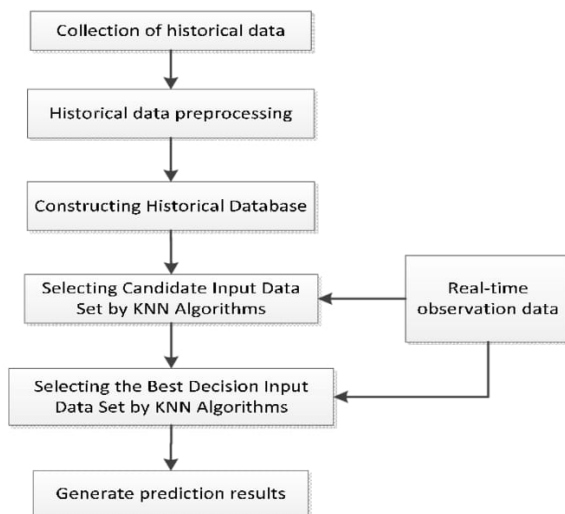 Collection of historical data
Historical data preprocessing
Constructing Historical Database
Selecting Candidate Input Data
Set by KNN Algorithms
Real-time
observation data
Selecting the Best Decision Input
Data Set by KNN Algorithms
Generate prediction results